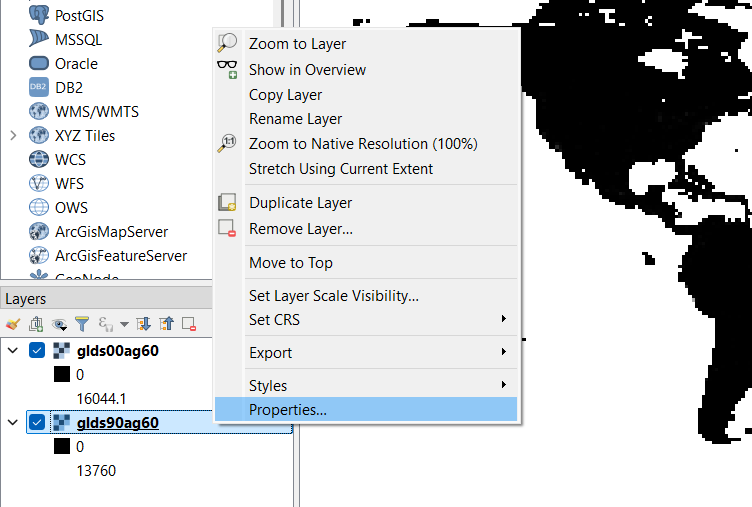 PostGIS
MSSQL
Oracle
DB2
DB2
WMS/WMTS
XYZ Tiles
WCS
WFS
OWS
ArcGisMapServer
ArcGisFeatureServer
GeoNode
Layers
glds00ag60
0
16044.1
glds90ag60
0
13760
Zoom to Layer
Show in Overview
Copy Layer
Rename Layer
1:1
Zoom to Native Resolution (100%)
Stretch Using Current Extent
Duplicate Layer
Remove Layer...
Move to Top
Set Layer Scale Visibility...
Set CRS
Export
Styles
Properties...